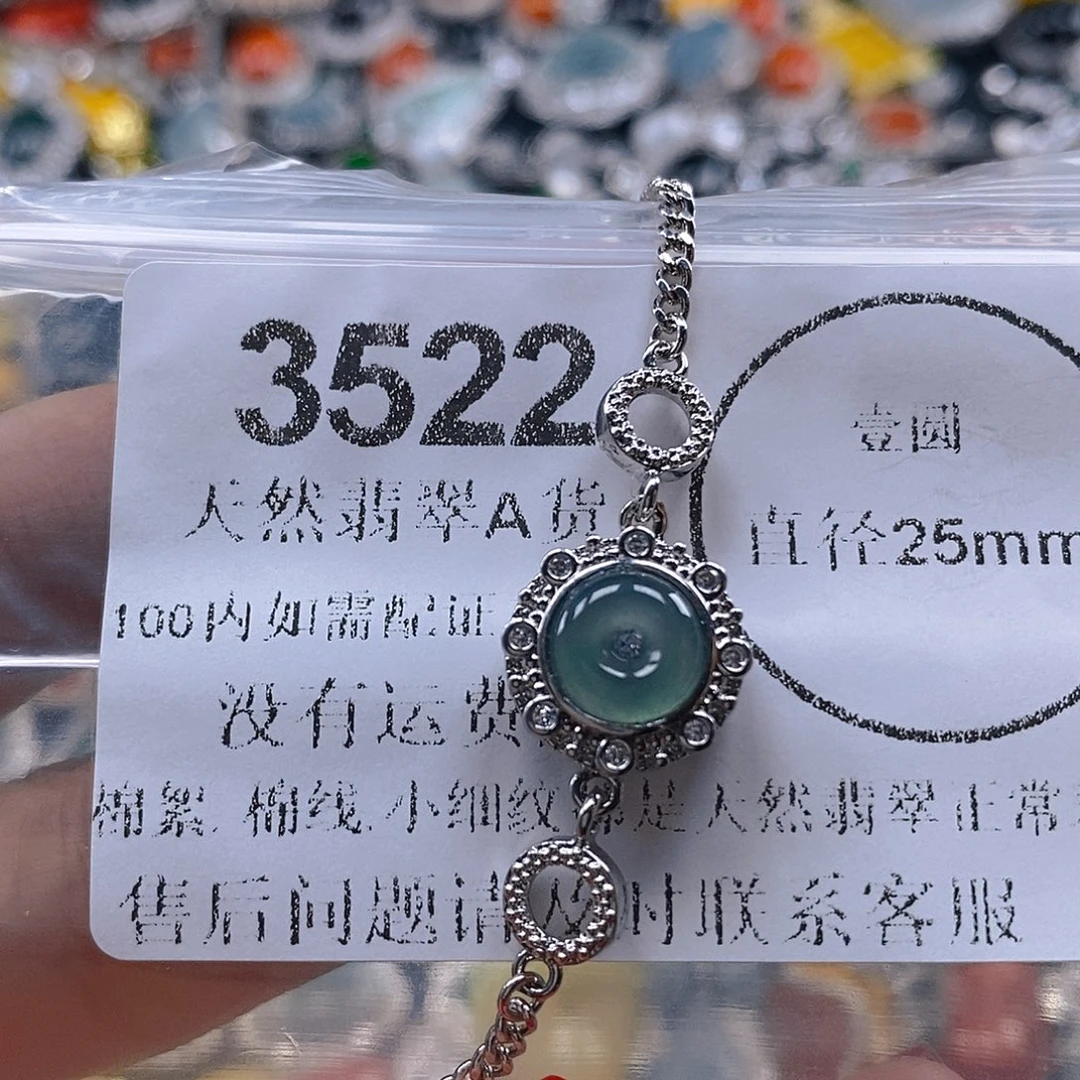 3522
天然翡翠A货
100内如需配证
没有运费
棉絮 棉线 小细纹都是天然翡翠正常
售后问题请及时联系客服
壹圆
直径25mm